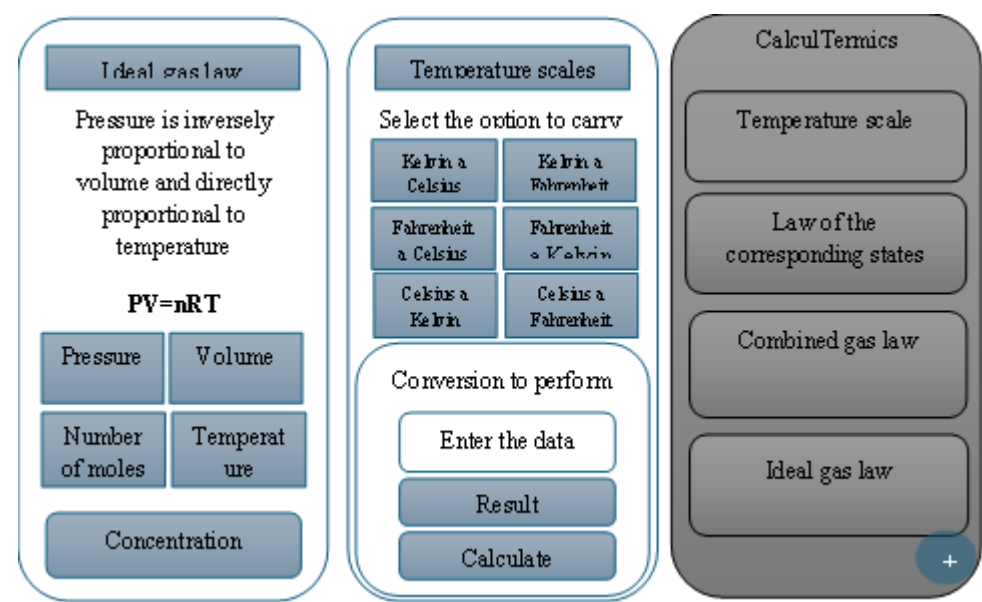 Ideal gas law
Pressure is inversely
proportional to
volume and directly
proportional to
temperature
PV=nRT
Pressure
Volume
Number
of moles
Temperat
ure
Concentration
Temperature scales
Select the option to carry
Kelvin a
Celsius
Kelvin a
Fahrenheit
Fahrenheit
a Celsius
Fahrenheit
a Kelvin
Celsius a
Kelvin
Celsius a
Fahrenheit
Conversion to perform
Enter the data
Result
Calculate
CalculTermics
Temperature scale
Law of the
corresponding states
Combined gas law
Ideal gas law
+